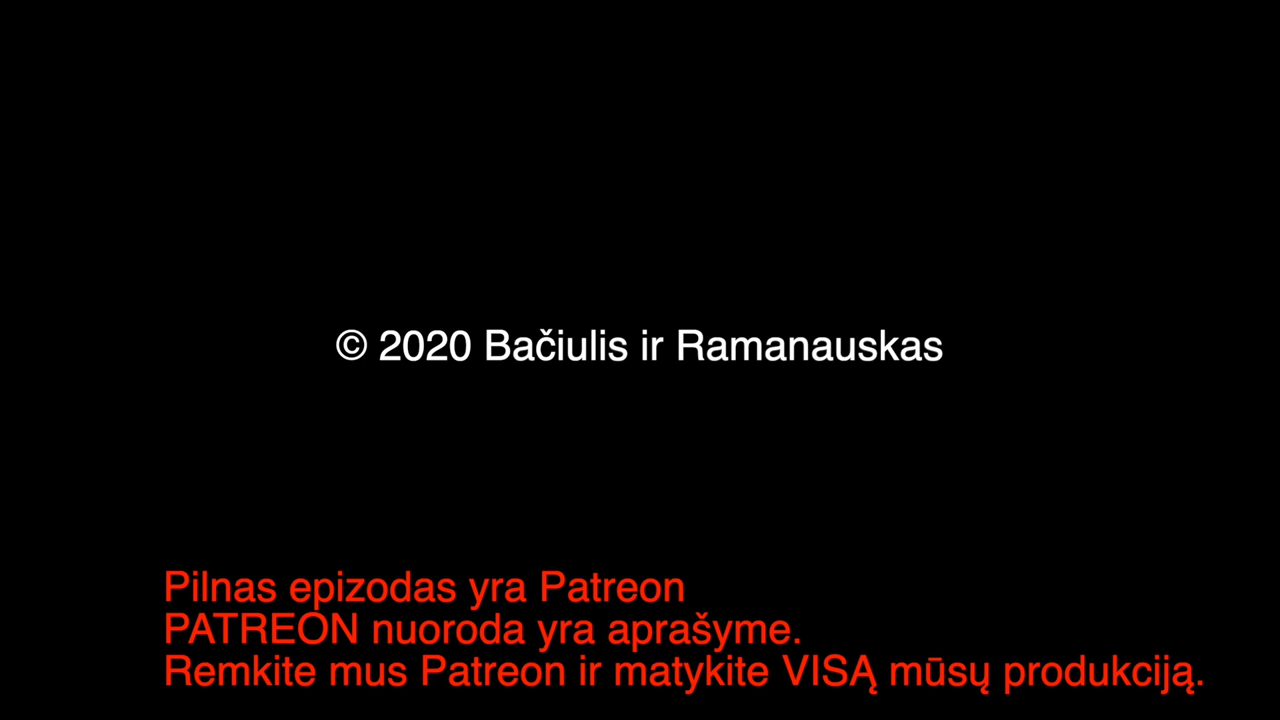 © 2020 Bačiulis ir Ramanauskas
Pilnas epizodas yra Patreon
PATREON nuoroda yra aprašyme.
Remkite mus Patreon ir matykite VISĄ mūsų produkciją.